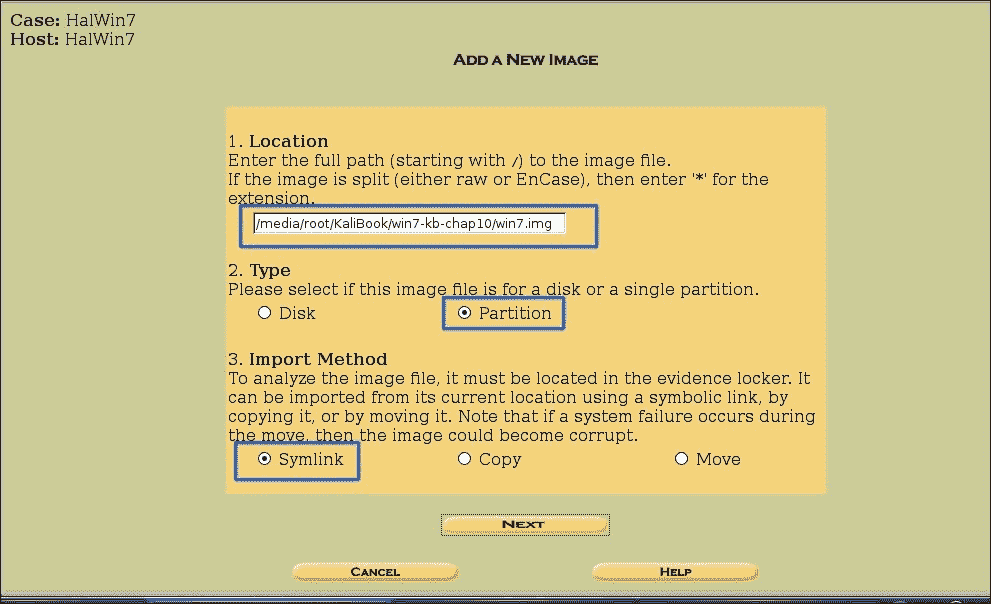 Case: HalWin7
Host: HalWin7
ADD A NEW IMAGE
1. Location
Enter the full path (starting with /) to the image file.
If the image is split (either raw or EnCase), then enter '*' for the
extension.
/media/root/KaliBook/win7-kb-chap10/win7.img
2. Type
Please select if this image file is for a disk or a single partition.
Disk Partition
3. Import Method
To analyze the image file, it must be located in the evidence locker. It
can be imported from its current location using a symbolic link, by
copying it, or by moving it. Note that if a system failure occurs during
the move, then the image could become corrupt.
Symlink Copy Move
NEXT
CANCEL HELP